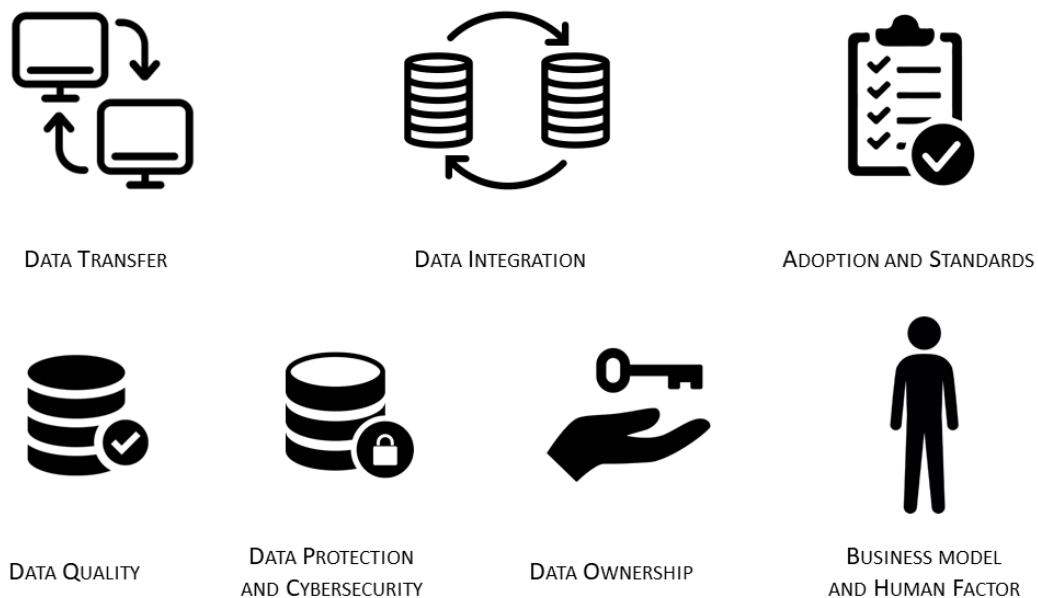 Data Transfer
Data Integration
Adoption and Standards
Data Quality
Data Protection
and Cybersecurity
Data Ownership
Business model
and Human Factor